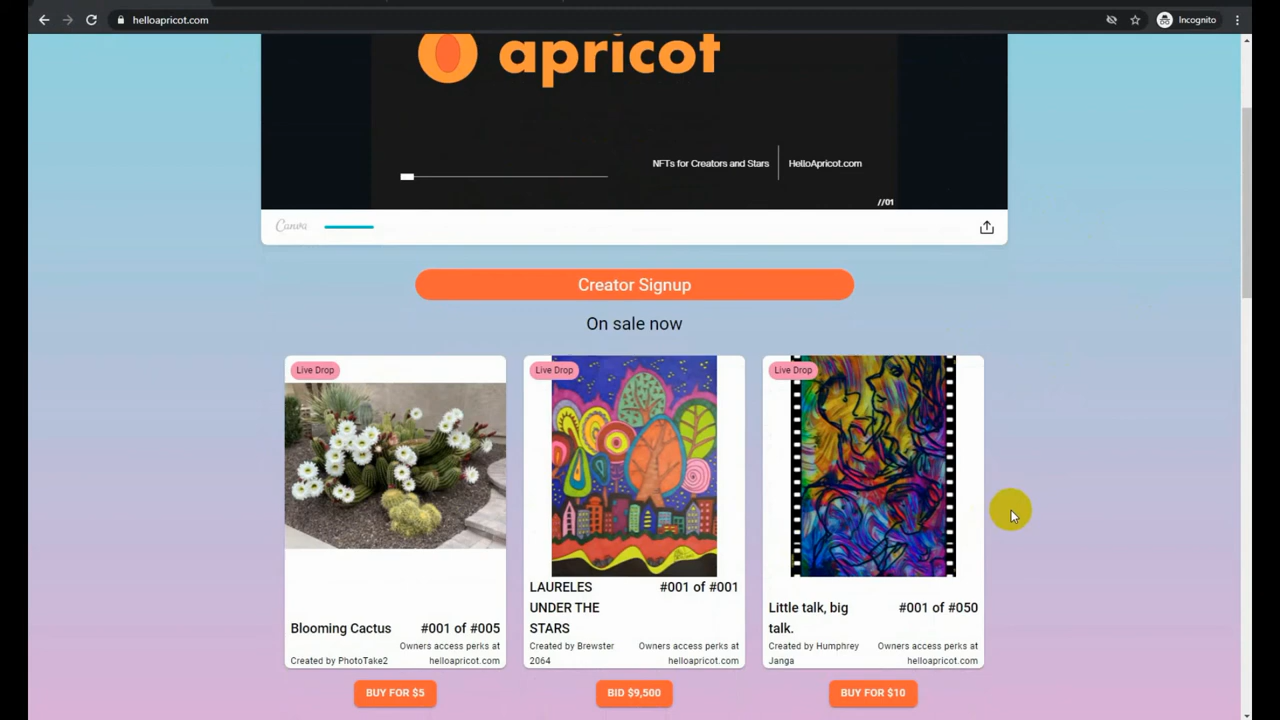 helloapricot.com
Incognito
apricot
NFTs for Creators and Stars
HelloApricot.com
//01
Canva
Creator Signup
On sale now
Live Drop
Blooming Cactus
#001 of #005
Owners access perks at
Created by PhotoTake2
helloapricot.com
BUY FOR $5
Live Drop
LAURELES
#001 of #001
UNDER THE
STARS
Created by Brewster
Owners access perks at
2064
helloapricot.com
BID $9,500
Live Drop
Little talk, big
#001 of #050
talk.
Created by Humphrey
Owners access perks at
Janga
helloapricot.com
BUY FOR $10